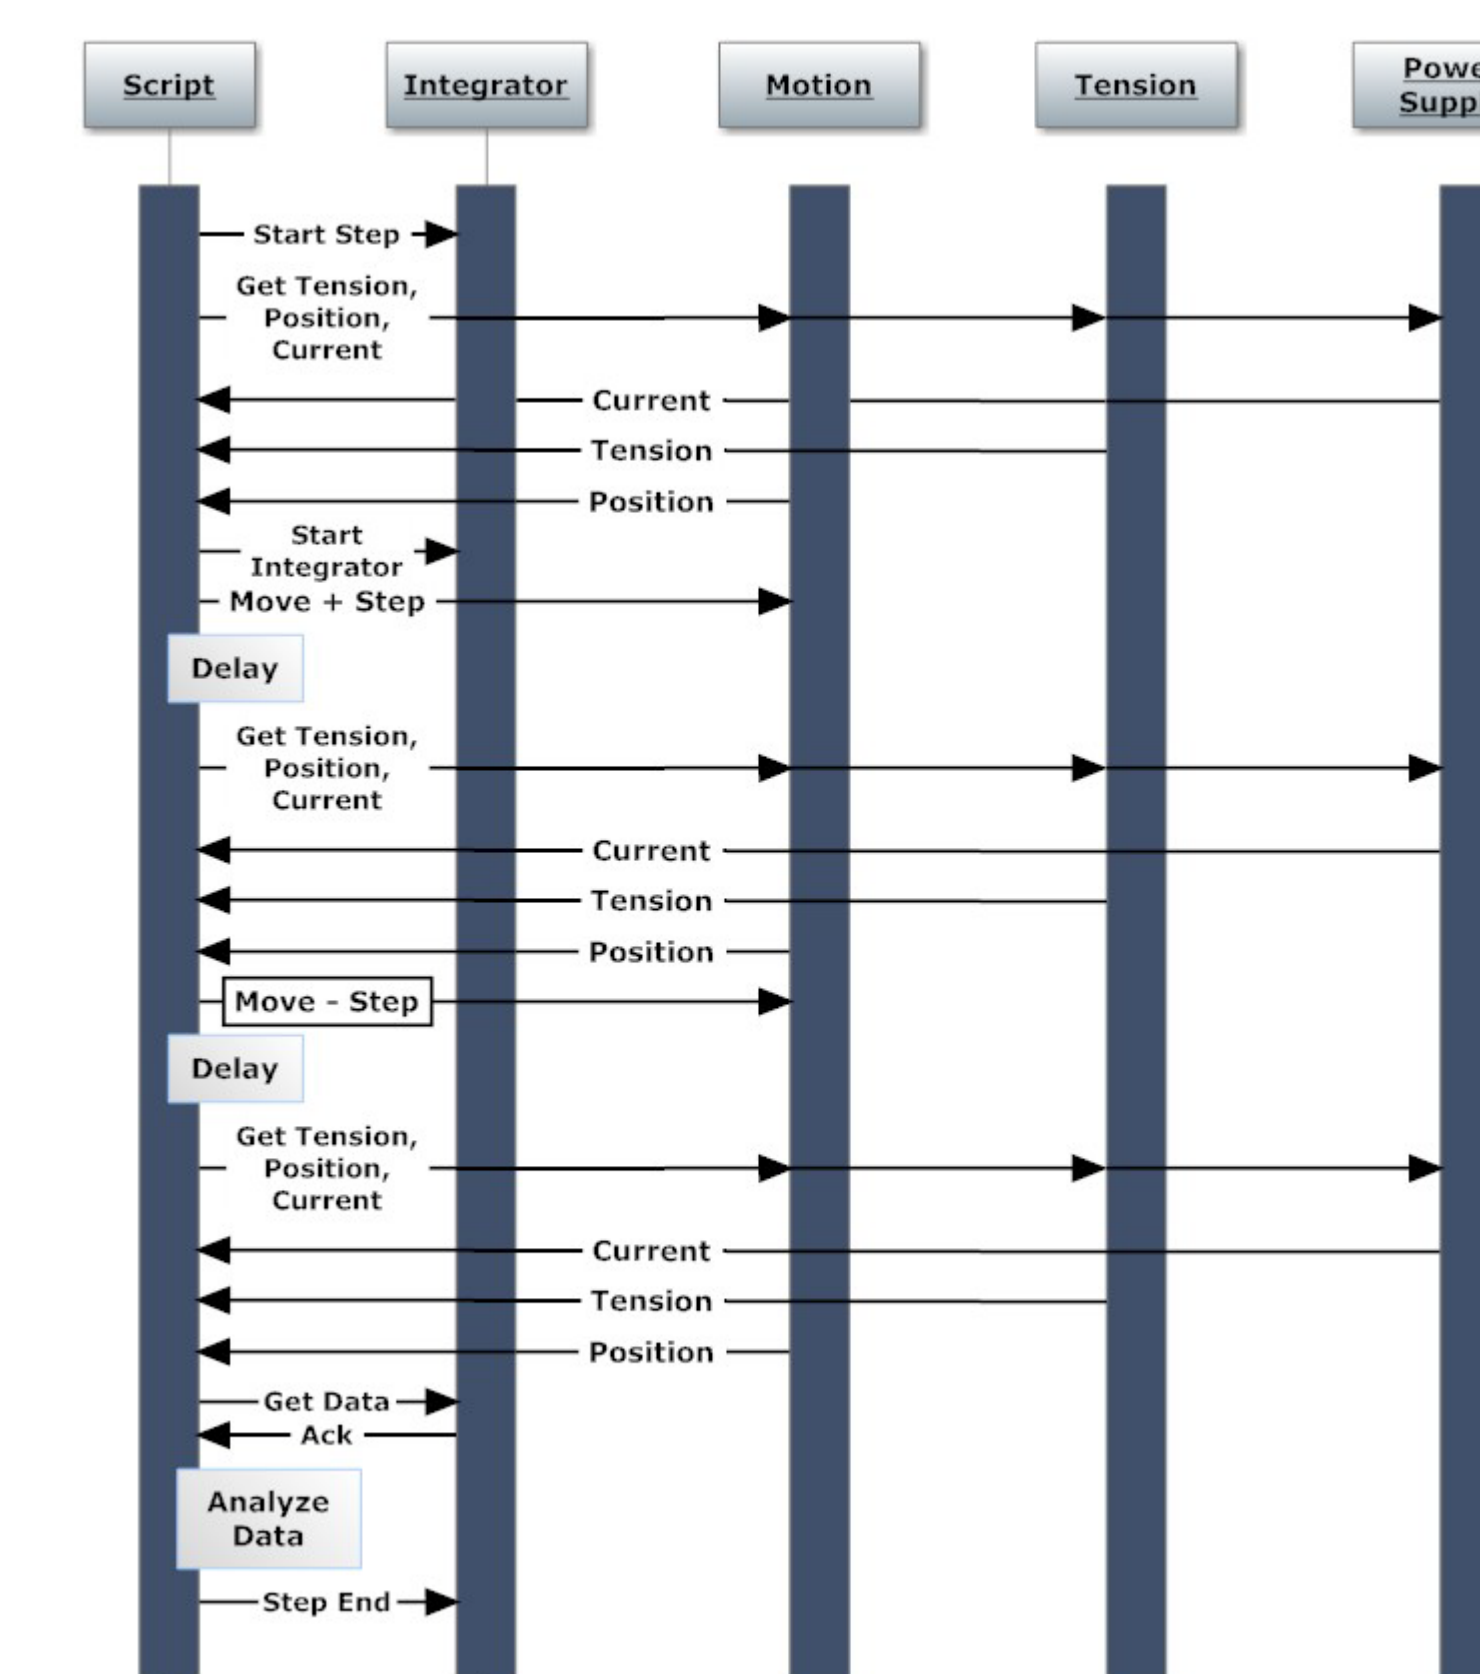 Script
Integrator
Motion
Tension
Start Step
Get Tension,
Position,
Current
Current
Tension
Position
Start
Integrator
Move + Step
Delay
Get Tension,
Position,
Current
Current
Tension
Position
Move - Step
Delay
Get Tension,
Position,
Current
Current
Tension
Position
Get Data
Ack
Analyze
Data
Step End